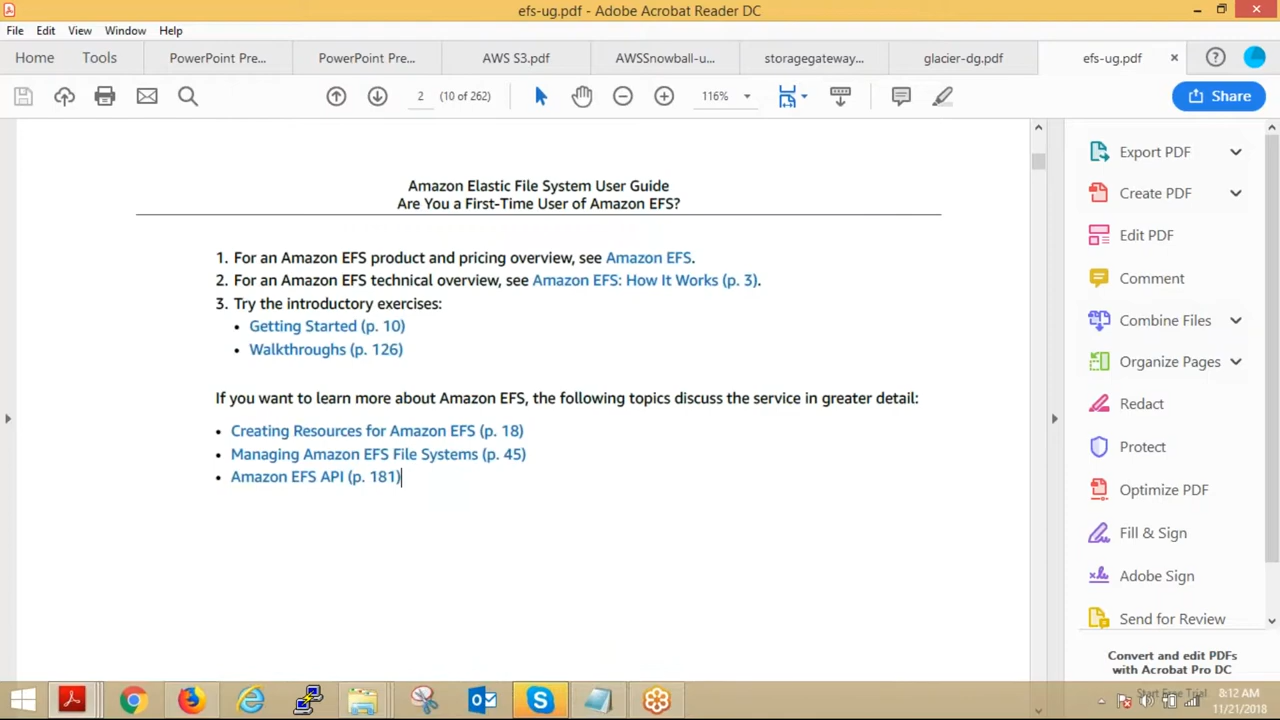 efs-ug.pdf - Adobe Acrobat Reader DC
File Edit View Window Help
Home Tools PowerPoint Pre... PowerPoint Pre... AWS S3.pdf AWSSnowball-u... storagegateway... glacier-dg.pdf efs-ug.pdf ×
2 (10 of 262) 116% Share
Amazon Elastic File System User Guide
Are You a First-Time User of Amazon EFS?
1. For an Amazon EFS product and pricing overview, see Amazon EFS.
2. For an Amazon EFS technical overview, see Amazon EFS: How It Works (p. 3).
3. Try the introductory exercises:
• Getting Started (p. 10)
• Walkthroughs (p. 126)
If you want to learn more about Amazon EFS, the following topics discuss the service in greater detail:
• Creating Resources for Amazon EFS (p. 18)
• Managing Amazon EFS File Systems (p. 45)
• Amazon EFS API (p. 181)
Export PDF
Create PDF
Edit PDF
Comment
Combine Files
Organize Pages
Redact
Protect
Optimize PDF
Fill & Sign
Adobe Sign
Send for Review
Convert and edit PDFs
with Acrobat Pro DC
Start Free Trial
8:12 AM
11/21/2018